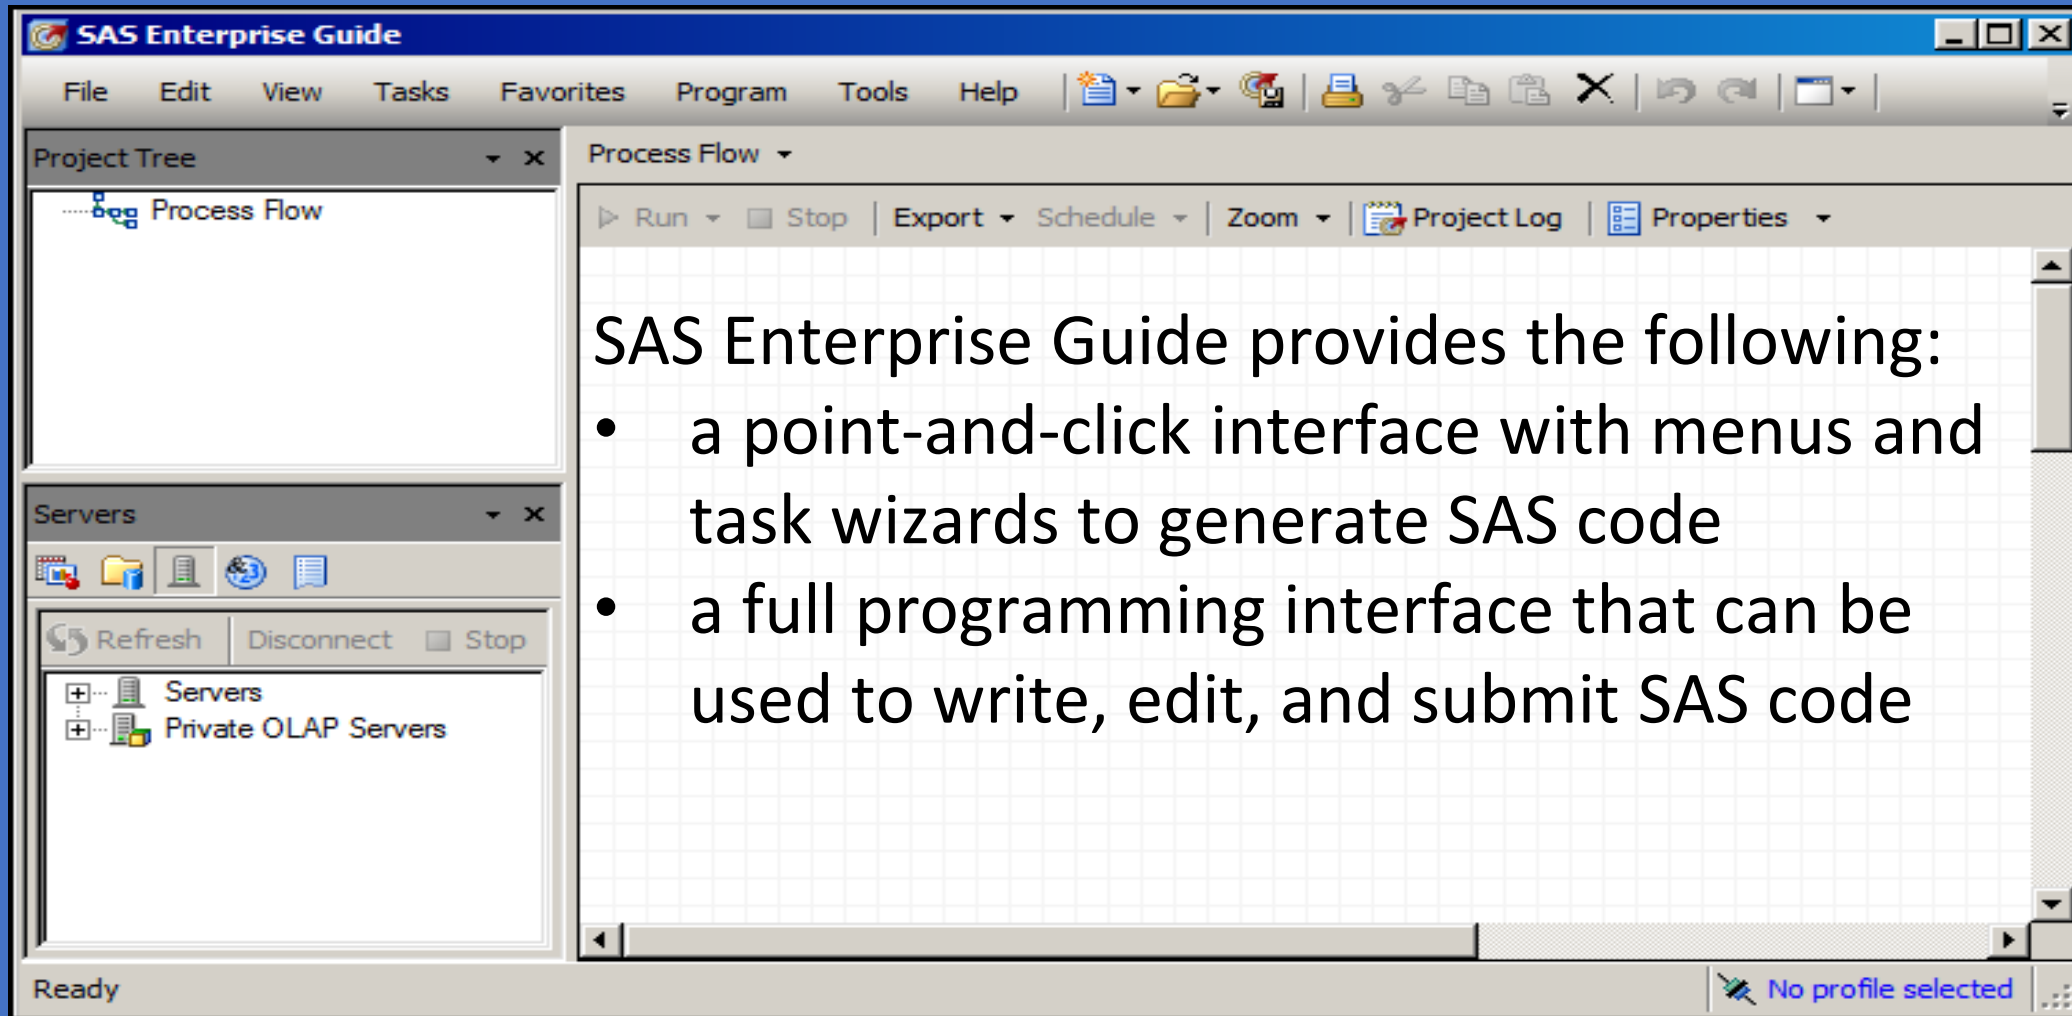 SAS Enterprise Guide
File Edit View Tasks Favorites Program Tools Help
Project Tree
Process Flow
Process Flow
Run Stop Export Schedule Zoom Project Log Properties
SAS Enterprise Guide provides the following:
• a point-and-click interface with menus and
task wizards to generate SAS code
• a full programming interface that can be
used to write, edit, and submit SAS code
Servers
Refresh Disconnect Stop
Servers
Private OLAP Servers
Ready
No profile selected